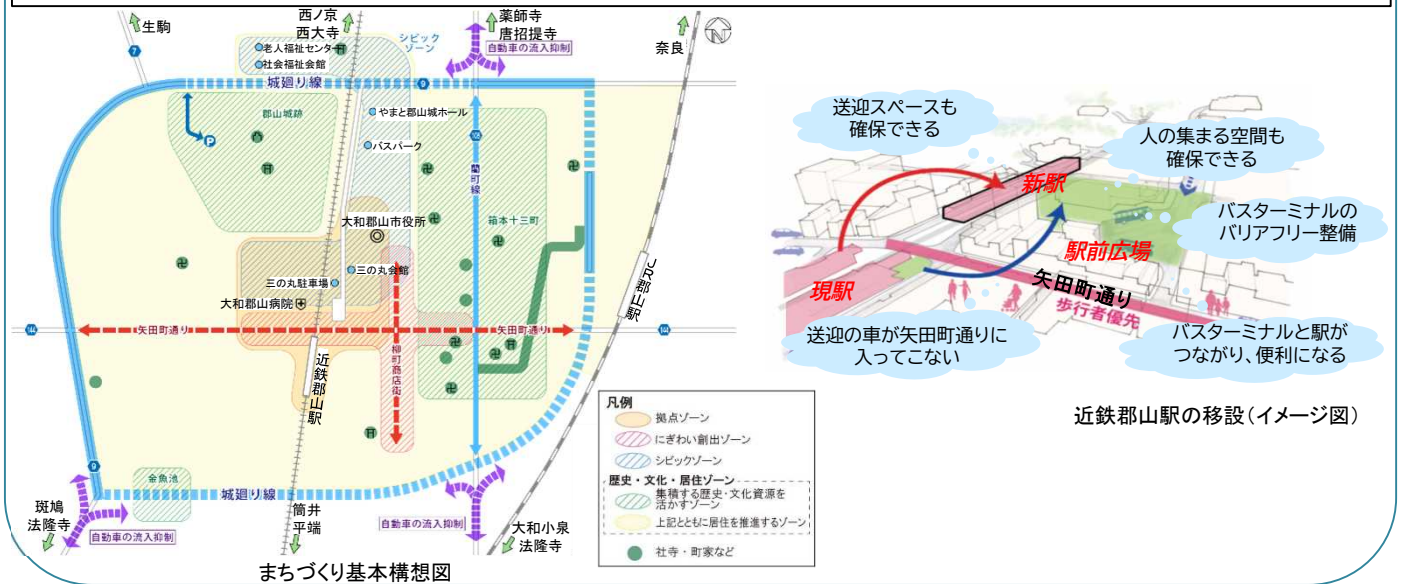 生駒
西ノ京
西大寺
薬師寺
唐招提寺
奈良
自動車の流入抑制
シビック
ゾーン
老人福祉センター
社会福祉会館
7
9
城廻り線
郡山城跡
P
やまと郡山城ホール
バスパーク
108
藺町線
箱本十三町
大和郡山市役所
三の丸会館
三の丸駐車場
大和郡山病院
JR郡山駅
144
矢田町通り
矢田町通り
144
柳町商店街
近鉄郡山駅
9
金魚池
城廻り線
斑鳩
法隆寺
自動車の流入抑制
筒井
平端
自動車の流入抑制
大和小泉
法隆寺
凡例
拠点ゾーン
にぎわい創出ゾーン
シビックゾーン
歴史・文化・居住ゾーン
集積する歴史・文化資源を
活かすゾーン
上記とともに居住を推進するゾーン
社寺・町家など
まちづくり基本構想図
送迎スペースも
確保できる
人の集まる空間も
確保できる
新駅
バスターミナルの
バリアフリー整備
駅前広場
現駅
矢田町通り
歩行者優先
送迎の車が矢田町通りに
入ってこない
バスターミナルと駅が
つながり、便利になる
近鉄郡山駅の移設(イメージ図)